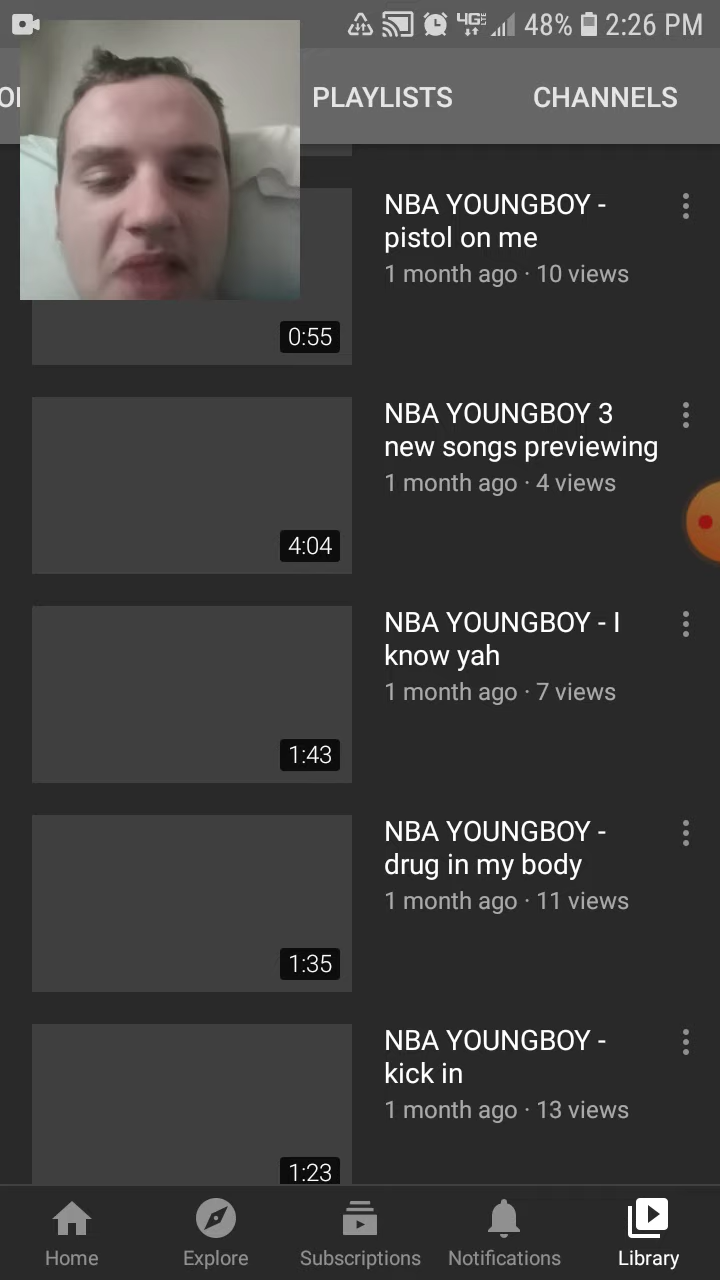 48% 2:26 PM
PLAYLISTS CHANNELS
NBA YOUNGBOY -
pistol on me
1 month ago · 10 views
0:55
NBA YOUNGBOY 3
new songs previewing
1 month ago · 4 views
4:04
NBA YOUNGBOY - I
know yah
1 month ago · 7 views
1:43
NBA YOUNGBOY -
drug in my body
1 month ago · 11 views
1:35
NBA YOUNGBOY -
kick in
1 month ago · 13 views
1:23
Home Explore Subscriptions Notifications Library